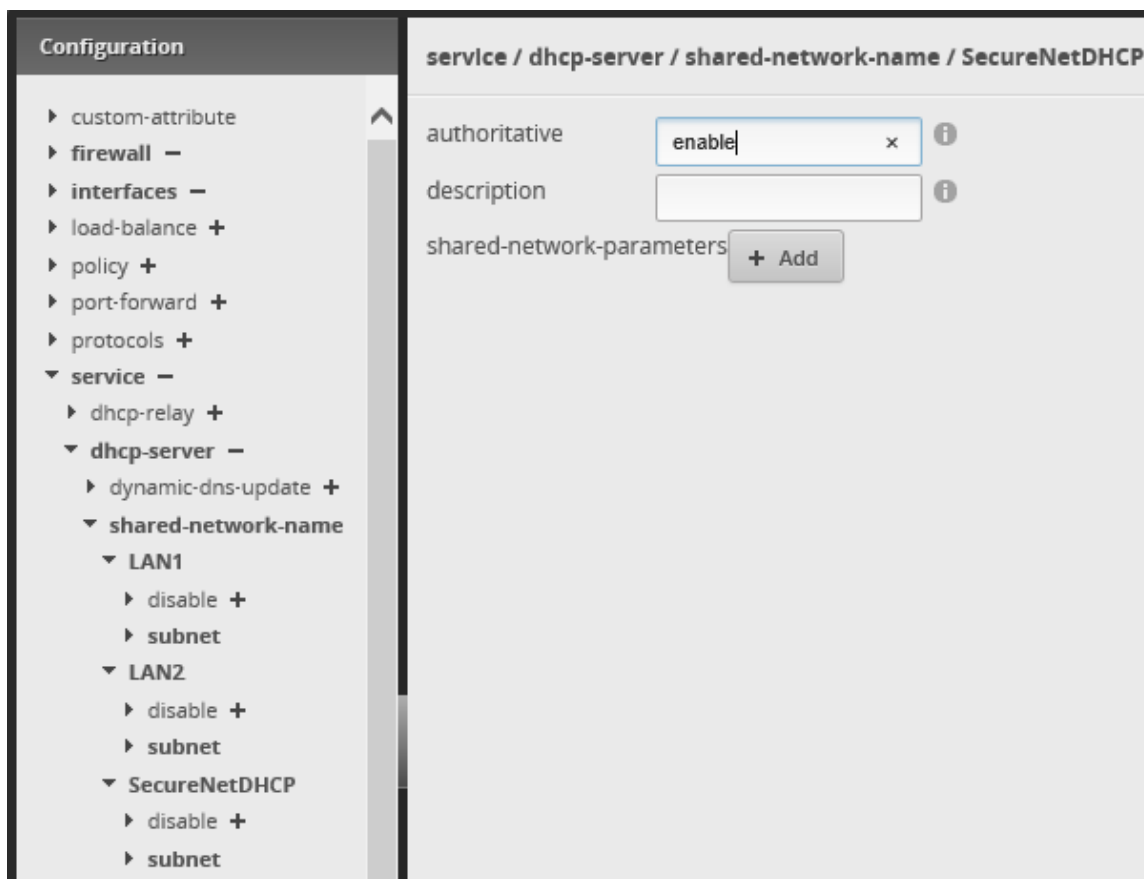 Configuration
custom-attribute
firewall −
interfaces −
load-balance +
policy +
port-forward +
protocols +
service −
dhcp-relay +
dhcp-server −
dynamic-dns-update +
shared-network-name
LAN1
disable +
subnet
LAN2
disable +
subnet
SecureNetDHCP
disable +
subnet
service / dhcp-server / shared-network-name / SecureNetDHCP
authoritative enable × i
description i
shared-network-parameters + Add